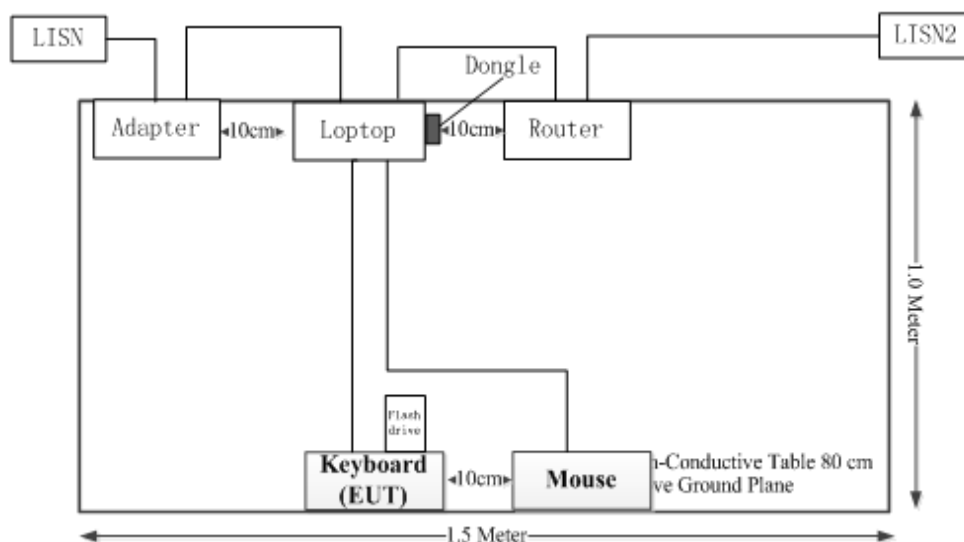 LISN
LISN2
Dongle
Adapter
10cm
Loptop
10cm
Router
1.0 Meter
Flash
drive
Keyboard
(EUT)
10cm
Mouse
n-Conductive Table 80 cm
ve Ground Plane
1.5 Meter